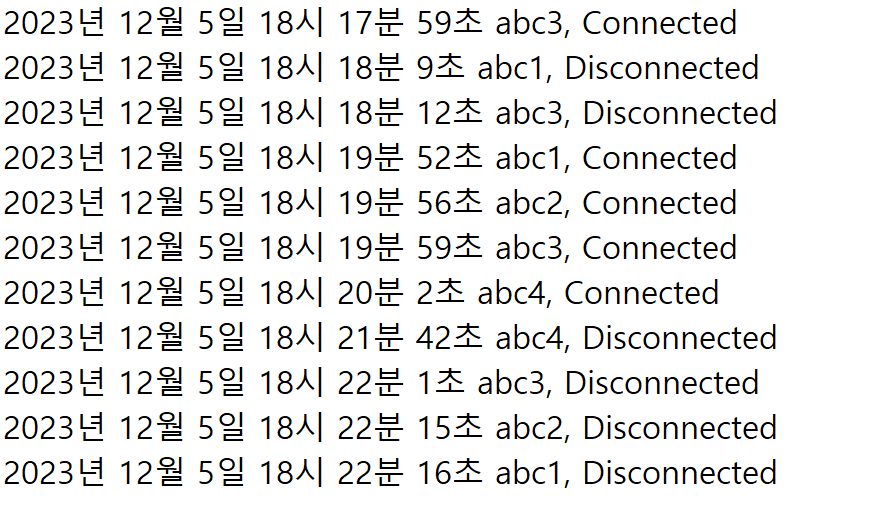 2023년 12월 5일 18시 17분 59초 abc3, Connected
2023년 12월 5일 18시 18분 9초 abc1, Disconnected
2023년 12월 5일 18시 18분 12초 abc3, Disconnected
2023년 12월 5일 18시 19분 52초 abc1, Connected
2023년 12월 5일 18시 19분 56초 abc2, Connected
2023년 12월 5일 18시 19분 59초 abc3, Connected
2023년 12월 5일 18시 20분 2초 abc4, Connected
2023년 12월 5일 18시 21분 42초 abc4, Disconnected
2023년 12월 5일 18시 22분 1초 abc3, Disconnected
2023년 12월 5일 18시 22분 15초 abc2, Disconnected
2023년 12월 5일 18시 22분 16초 abc1, Disconnected